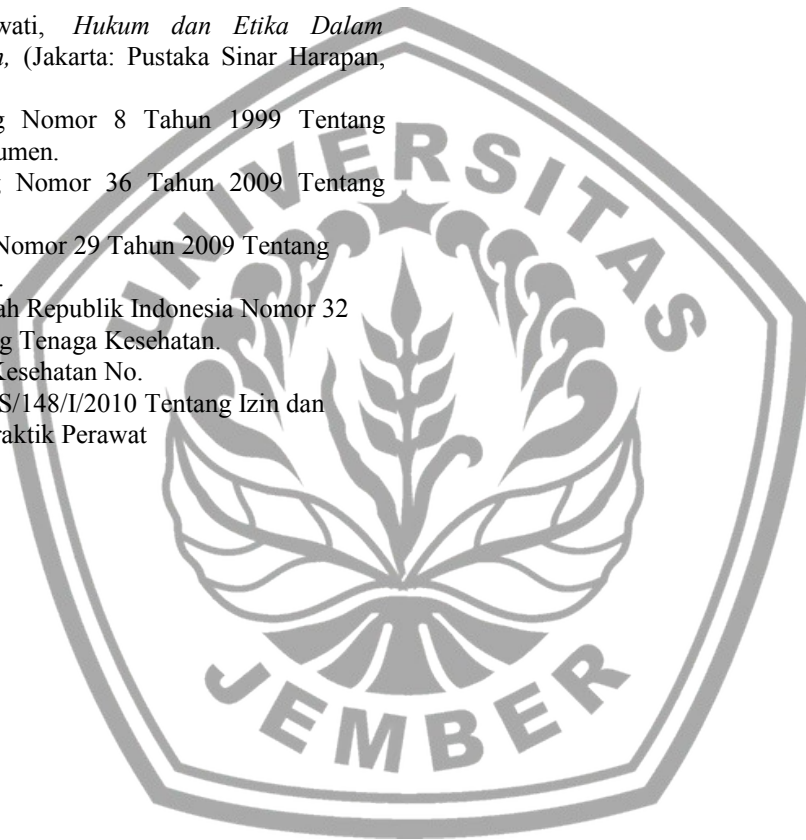 wati, Hukum dan Etika Dalam
n, (Jakarta: Pustaka Sinar Harapan,
g Nomor 8 Tahun 1999 Tentang
umen.
g Nomor 36 Tahun 2009 Tentang
Nomor 29 Tahun 2009 Tentang
.
ah Republik Indonesia Nomor 32
g Tenaga Kesehatan.
Kesehatan No.
S/148/I/2010 Tentang Izin dan
raktik Perawat
UNIVERSITAS
JEMBER